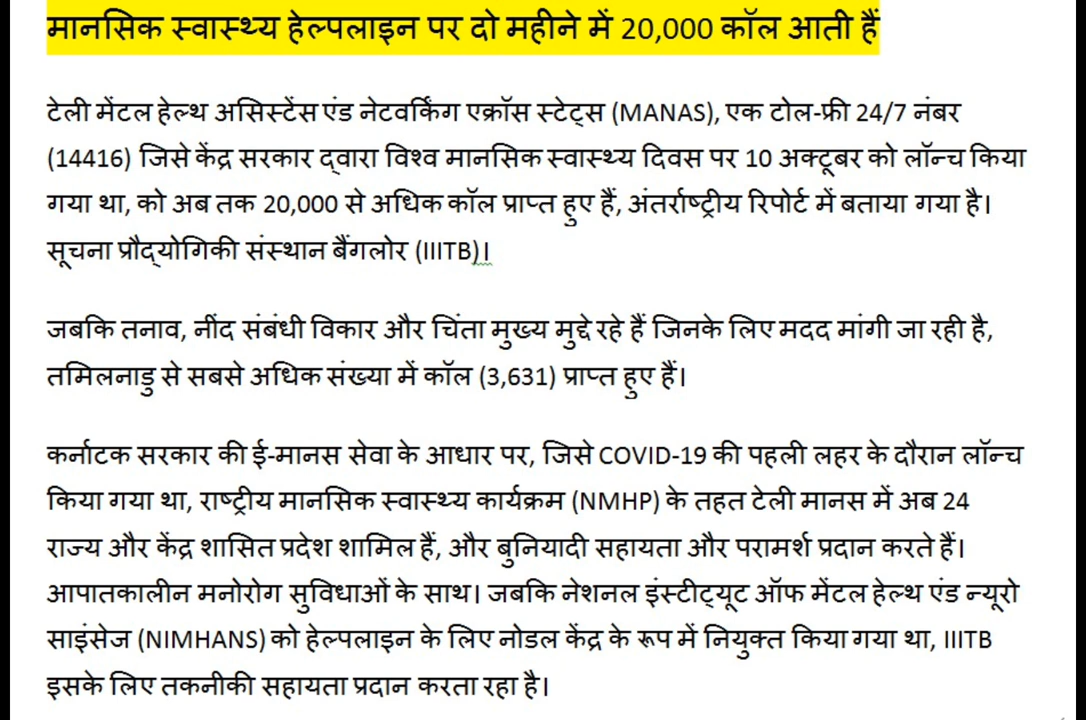 मानसिक स्वास्थ्य हेल्पलाइन पर दो महीने में 20,000 कॉल आती हैं
टेली मेंटल हेल्थ असिस्टेंस एंड नेटवर्किंग एक्रॉस स्टेट्स (MANAS), एक टोल-फ्री 24/7 नंबर
(14416) जिसे केंद्र सरकार द्वारा विश्व मानसिक स्वास्थ्य दिवस पर 10 अक्टूबर को लॉन्च किया
गया था, को अब तक 20,000 से अधिक कॉल प्राप्त हुए हैं, अंतर्राष्ट्रीय रिपोर्ट में बताया गया है।
सूचना प्रौद्योगिकी संस्थान बैंगलोर (IIITB)।
जबकि तनाव, नींद संबंधी विकार और चिंता मुख्य मुद्दे रहे हैं जिनके लिए मदद मांगी जा रही है,
तमिलनाडु से सबसे अधिक संख्या में कॉल (3,631) प्राप्त हुए हैं।
कर्नाटक सरकार की ई-मानस सेवा के आधार पर, जिसे COVID-19 की पहली लहर के दौरान लॉन्च
किया गया था, राष्ट्रीय मानसिक स्वास्थ्य कार्यक्रम (NMHP) के तहत टेली मानस में अब 24
राज्य और केंद्र शासित प्रदेश शामिल हैं, और बुनियादी सहायता और परामर्श प्रदान करते हैं।
आपातकालीन मनोरोग सुविधाओं के साथ। जबकि नेशनल इंस्टीट्यूट ऑफ मेंटल हेल्थ एंड न्यूरो
साइंसेज (NIMHANS) को हेल्पलाइन के लिए नोडल केंद्र के रूप में नियुक्त किया गया था, IIITB
इसके लिए तकनीकी सहायता प्रदान करता रहा है।